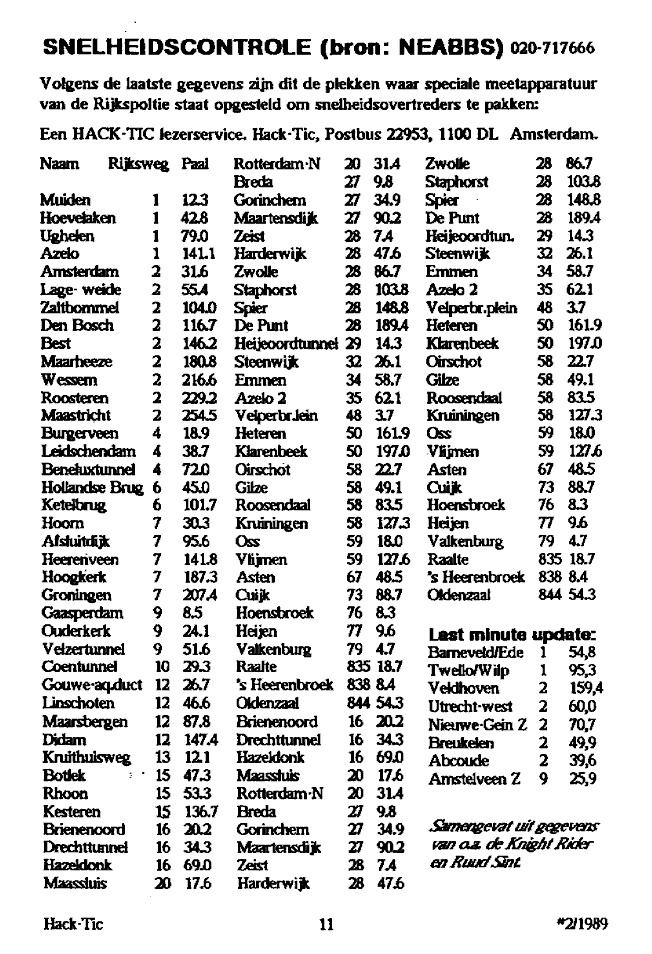 SNELHEIDSCONTROLE (bron: NEABBS) 020-717666
Volgens de laatste gegevens zijn dit de plekken waar speciale meetapparatuur
van de Rijkspoltie staat opgesteld om snelheidsovertreders te pakken:
Een HACK-TIC lezerservice. Hack-Tic, Postbus 22953, 1100 DL Amsterdam.
Naam Rijksweg Paal
Muiden 1 12.3
Hoevelaken 1 42.8
Ughelen 1 79.0
Azelo 1 141.1
Amsterdam 2 31.6
Lage- weide 2 55.4
Zaltbommel 2 104.0
Den Bosch 2 116.7
Best 2 146.2
Maarheeze 2 180.8
Wessem 2 216.6
Roosteren 2 229.2
Maastricht 2 254.5
Burgerveen 4 18.9
Leidschendam 4 38.7
Beneluxtunnel 4 72.0
Hollandse Brug 6 45.0
Ketelbrug 6 101.7
Hoorn 7 30.3
Afsluitdijk 7 95.6
Heerenveen 7 141.8
Hoogkerk 7 187.3
Groningen 7 207.4
Gaasperdam 9 8.5
Ouderkerk 9 24.1
Velzertunnel 9 51.6
Coentunnel 10 29.3
Gouwe-aq.duct 12 26.7
Linschoten 12 46.6
Maarsbergen 12 87.8
Didam 12 147.4
Kruithuisweg 13 12.1
Botlek 15 47.3
Rhoon 15 53.3
Kesteren 15 136.7
Brienenoord 16 20.2
Drechttunnel 16 34.3
Hazeldonk 16 69.0
Maassluis 20 17.6
Rotterdam-N 20 31.4
Breda 27 9.8
Gorinchem 27 34.9
Maartensdijk 27 90.2
Zeist 28 7.4
Harderwijk 28 47.6
Zwolle 28 86.7
Staphorst 28 103.8
Spier 28 148.8
De Punt 28 189.4
Heijeoordtunnel 29 14.3
Steenwijk 32 26.1
Emmen 34 58.7
Azelo 2 35 62.1
Velperbr.lein 48 3.7
Heteren 50 161.9
Klarenbeek 50 197.0
Oirschot 58 22.7
Gilze 58 49.1
Roosendaal 58 83.5
Kruiningen 58 127.3
Oss 59 18.0
Vlijmen 59 127.6
Asten 67 48.5
Cuijk 73 88.7
Hoensbroek 76 8.3
Heijen 77 9.6
Valkenburg 79 4.7
Raalte 835 18.7
's Heerenbroek 838 8.4
Oldenzaal 844 54.3
Brienenoord 16 20.2
Drechttunnel 16 34.3
Hazeldonk 16 69.0
Maassluis 20 17.6
Rotterdam-N 20 31.4
Breda 27 9.8
Gorinchem 27 34.9
Maartensdijk 27 90.2
Zeist 28 7.4
Harderwijk 28 47.6
Zwolle 28 86.7
Staphorst 28 103.8
Spier 28 148.8
De Punt 28 189.4
Heijeoordtun. 29 14.3
Steenwijk 32 26.1
Emmen 34 58.7
Azelo 2 35 62.1
Velperbr.plein 48 3.7
Heteren 50 161.9
Klarenbeek 50 197.0
Oirschot 58 22.7
Gilze 58 49.1
Roosendaal 58 83.5
Kruiningen 58 127.3
Oss 59 18.0
Vlijmen 59 127.6
Asten 67 48.5
Cuijk 73 88.7
Hoensbroek 76 8.3
Heijen 77 9.6
Valkenburg 79 4.7
Raalte 835 18.7
's Heerenbroek 838 8.4
Oldenzaal 844 54.3
Last minute update:
Barneveld/Ede 1 54,8
Twello/Wilp 1 95,3
Veldhoven 2 159,4
Utrecht-west 2 60,0
Nieuwe-Gein Z 2 70,7
Breukelen 2 49,9
Abcoude 2 39,6
Amstelveen Z 9 25,9
Samengevat uit gegevens
van o.a. de Knight Rider
en Ruud Sint.
Hack-Tic 11 #2/1989